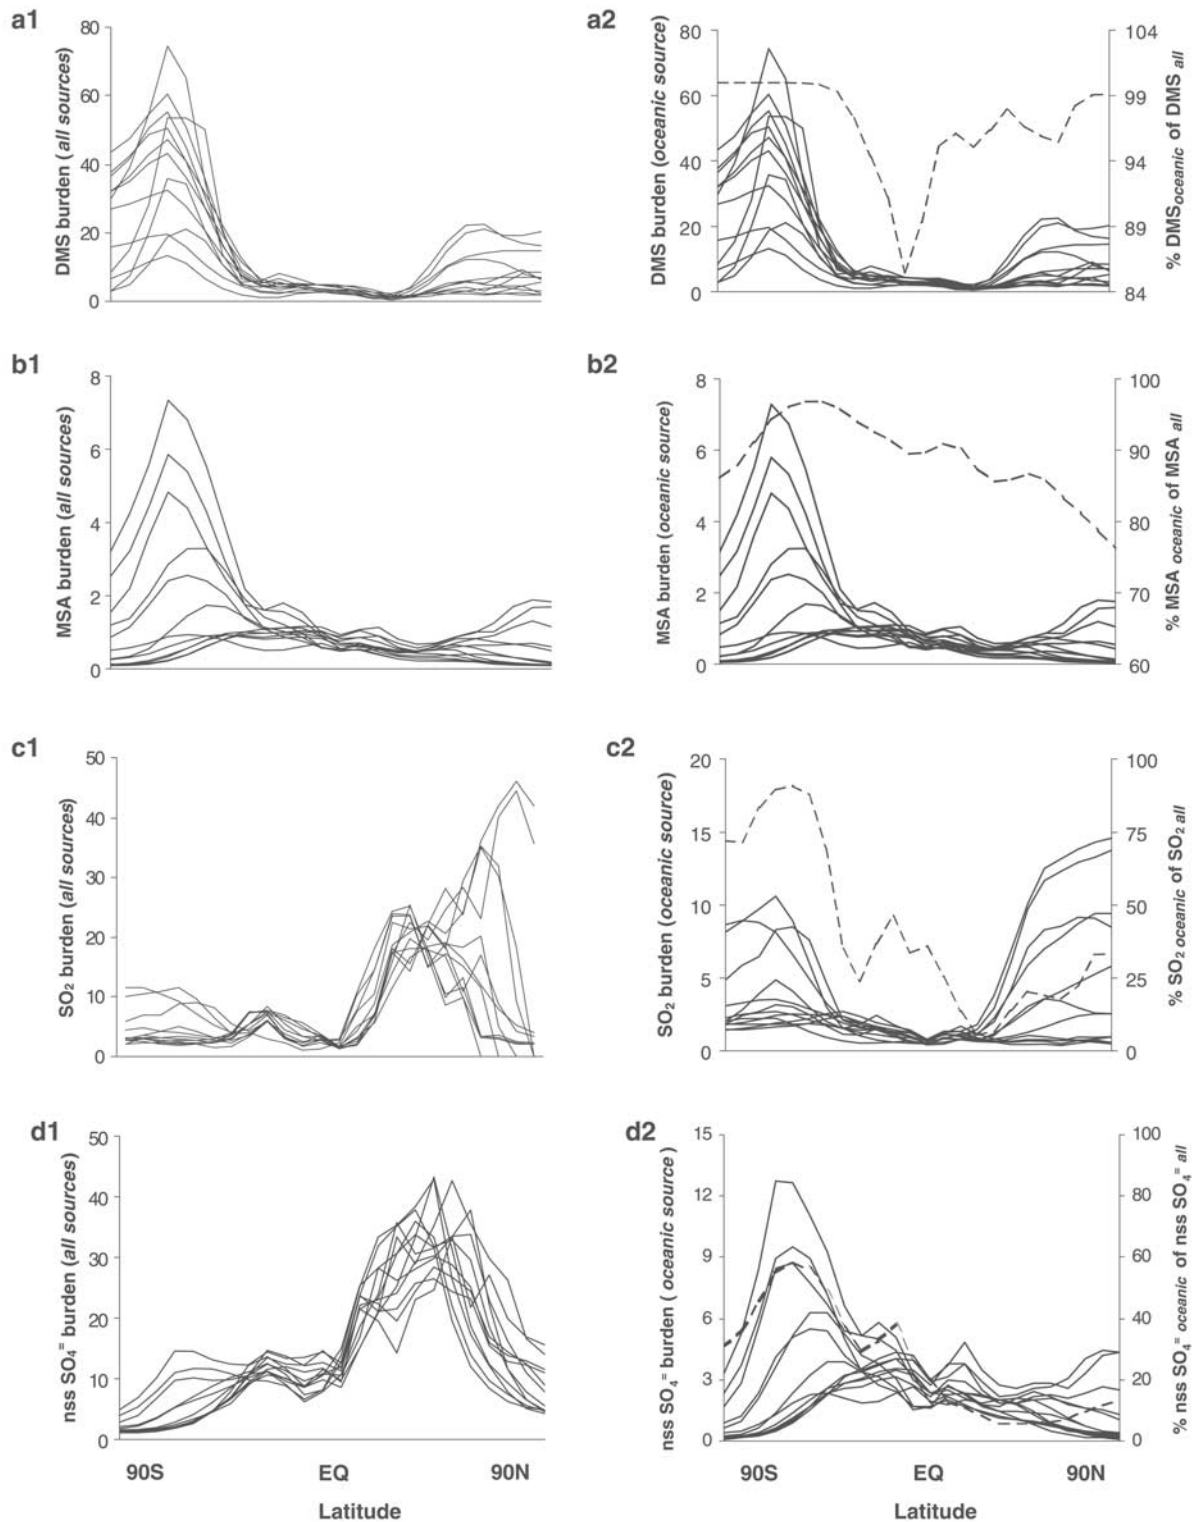 a1
80
60
40
20
0
DMS burden (all sources)
a2
80
60
40
20
0
DMS burden (oceanic source)
104
99
94
89
84
% DMSoceanic of DMS all
b1
8
6
4
2
0
MSA burden (all sources)
b2
8
6
4
2
0
MSA burden (oceanic source)
100
90
80
70
60
% MSA oceanic of MSA all
c1
50
40
30
20
10
0
SO₂ burden (all sources)
c2
20
15
10
5
0
SO₂ burden (oceanic source)
100
75
50
25
0
% SO₂ oceanic of SO₂ all
d1
50
40
30
20
10
0
nss SO₄⁼ burden (all sources)
90S EQ 90N
Latitude
d2
15
12
9
6
3
0
nss SO₄⁼ burden ( oceanic source)
100
80
60
40
20
0
% nss SO₄⁼ oceanic of nss SO₄⁼ all
90S EQ 90N
Latitude